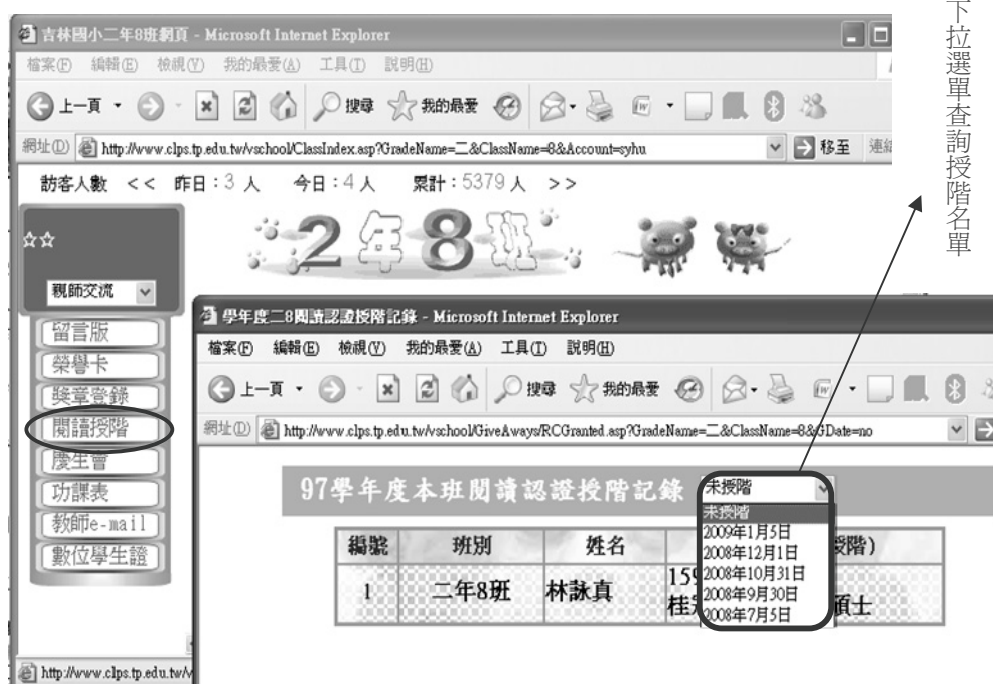 下拉選單查詢授階名單
吉林國小二年8班網頁 - Microsoft Internet Explorer
檔案(F) 編輯(E) 檢視(V) 我的最愛(A) 工具(T) 說明(H)
上一頁 搜尋 我的最愛
網址(D) http://www.clps.tp.edu.tw/vschool/ClassIndex.asp?GradeName=二&ClassName=8&Account=syhu 移至 連結
訪客人數 << 昨日:3 人 今日:4 人 累計:5379 人 >>
2年8班
☆☆
親師交流
留言版
榮譽卡
獎章登錄
閱讀授階
慶生會
功課表
教師e-mail
數位學生證
http://www.clps.tp.edu.tw/v
學年度二8閱讀認證授階記錄 - Microsoft Internet Explorer
檔案(F) 編輯(E) 檢視(V) 我的最愛(A) 工具(T) 說明(H)
上一頁 搜尋 我的最愛
網址(D) http://www.clps.tp.edu.tw/vschool/GiveAways/RCGranted.asp?GradeName=二&ClassName=8&GDate=no
97學年度本班閱讀認證授階記錄 未授階
未授階
2009年1月5日
2008年12月1日
2008年10月31日
2008年9月30日
2008年7月5日
編號 班別 姓名 授階)
1 二年8班 林詠真 159
桂 碩士